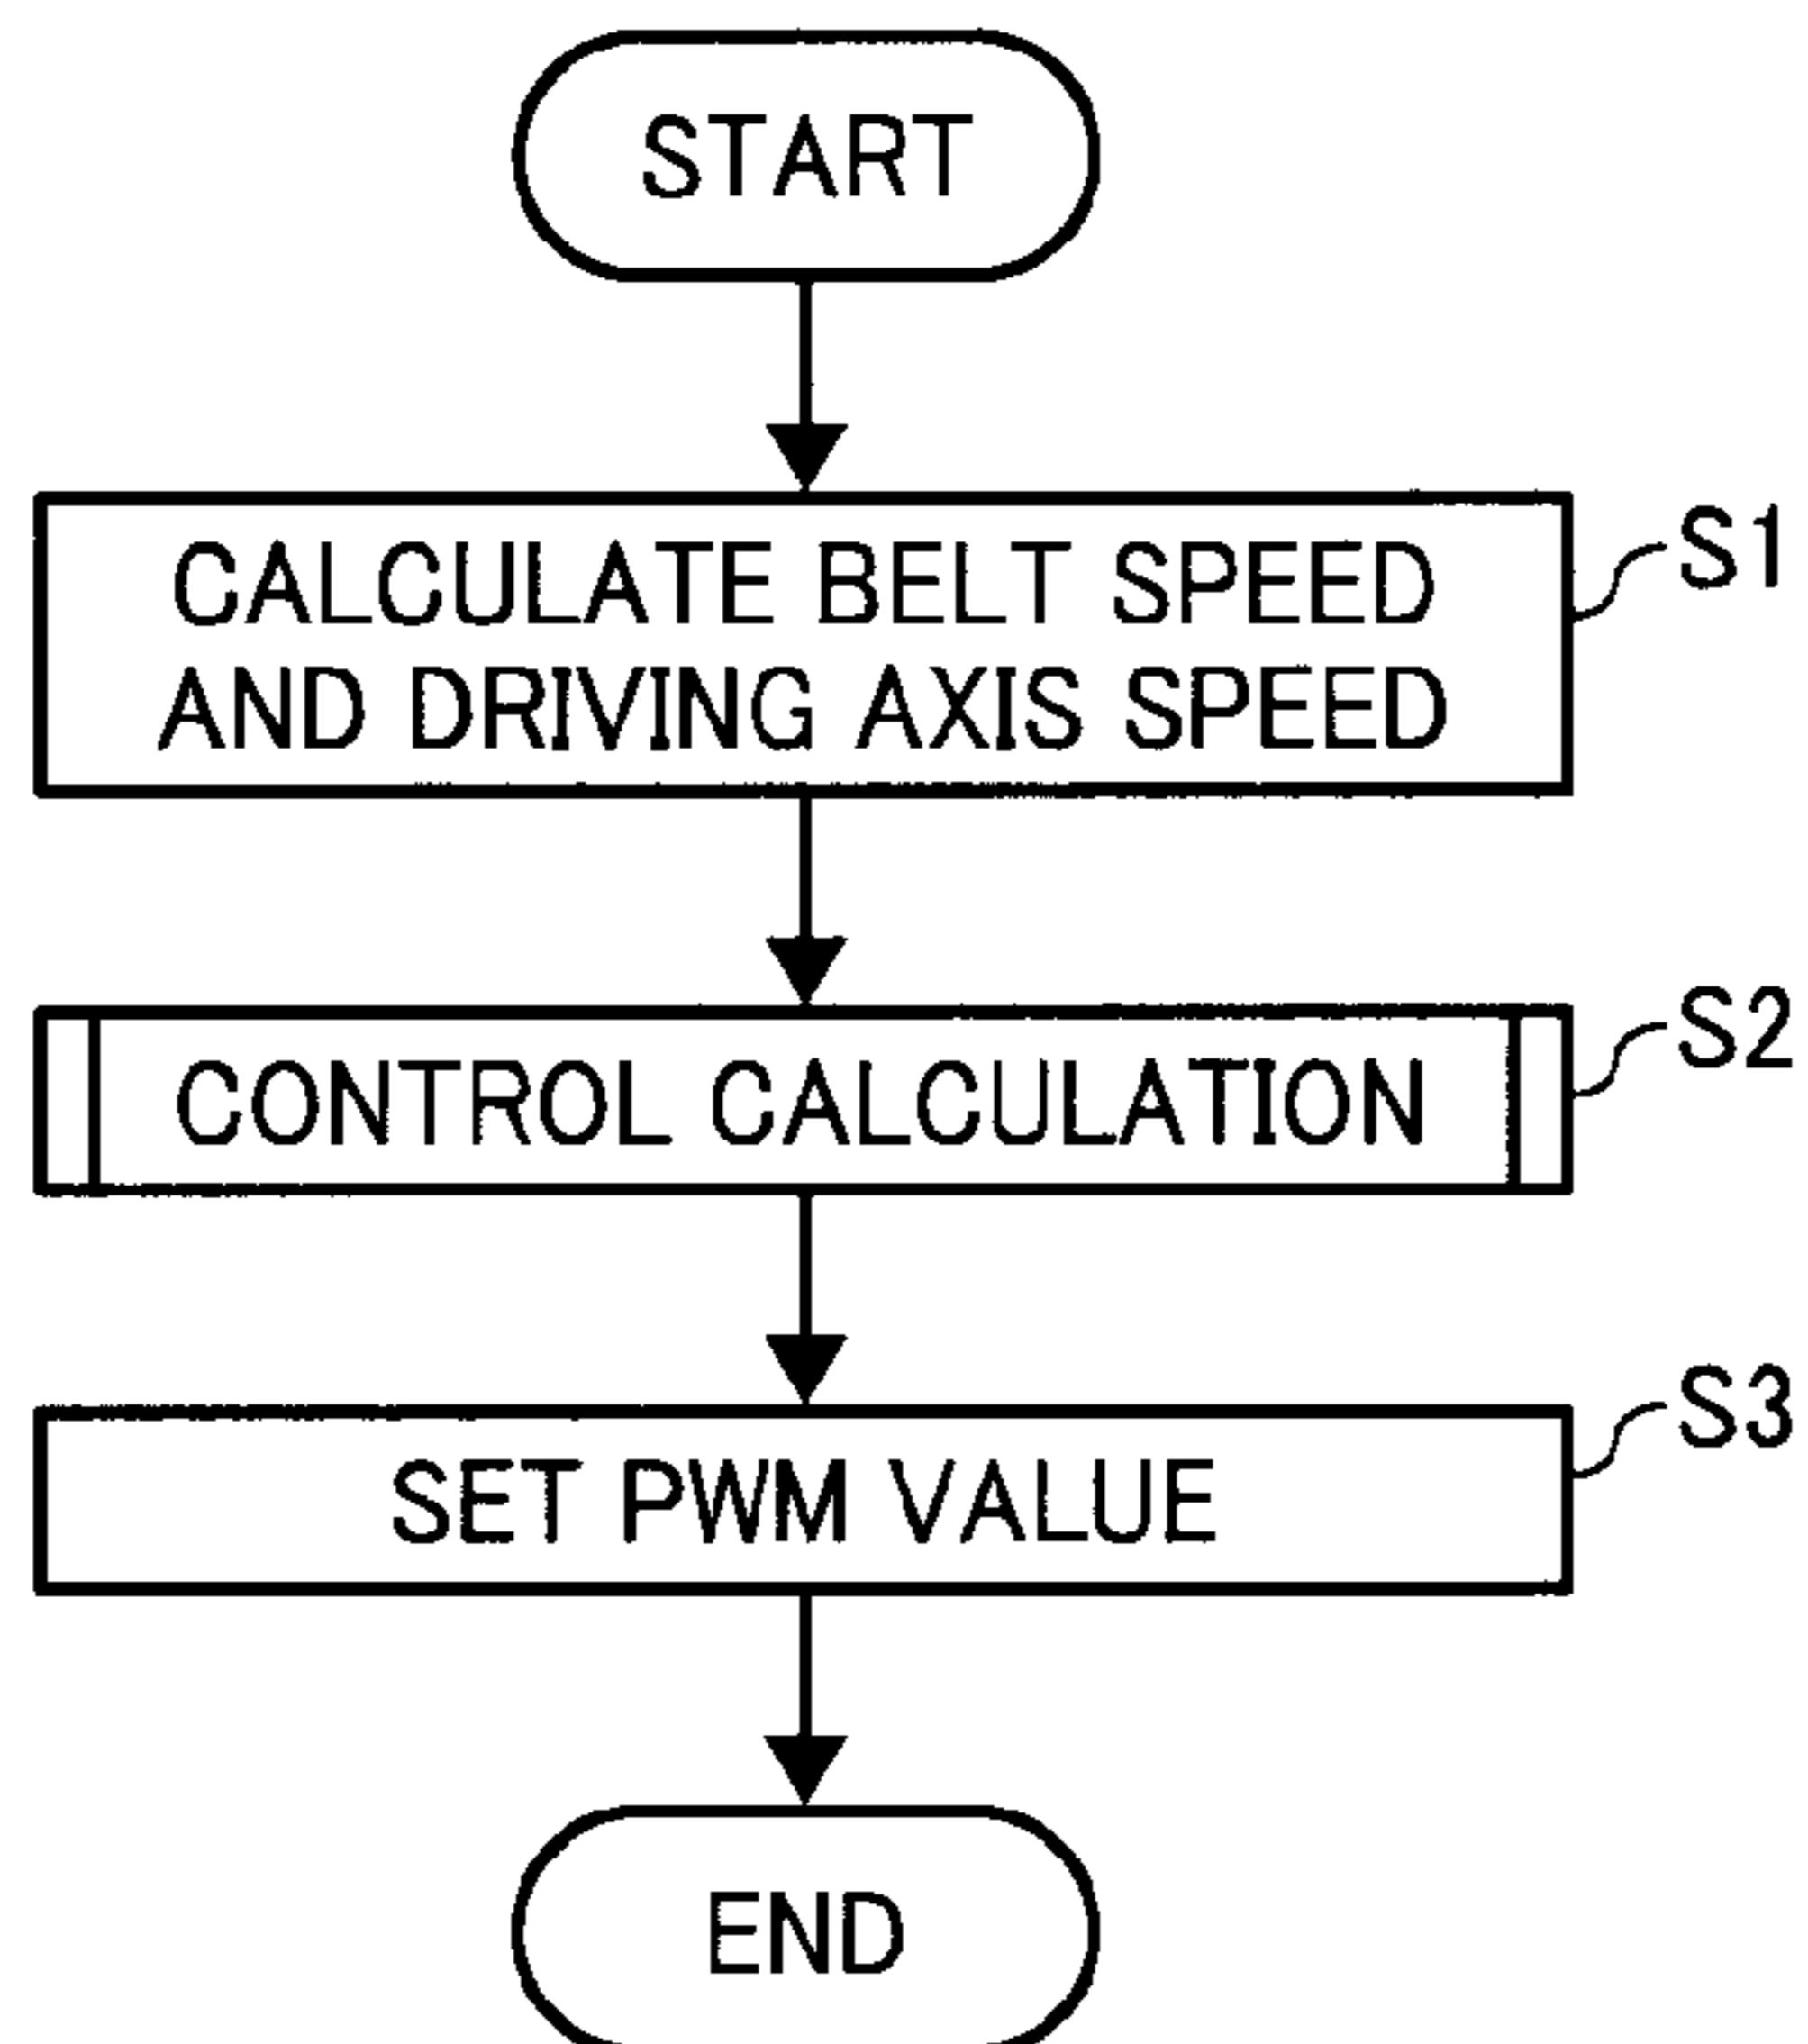 START
CALCULATE BELT SPEED
AND DRIVING AXIS SPEED
S1
CONTROL CALCULATION
S2
SET PWM VALUE
S3
END